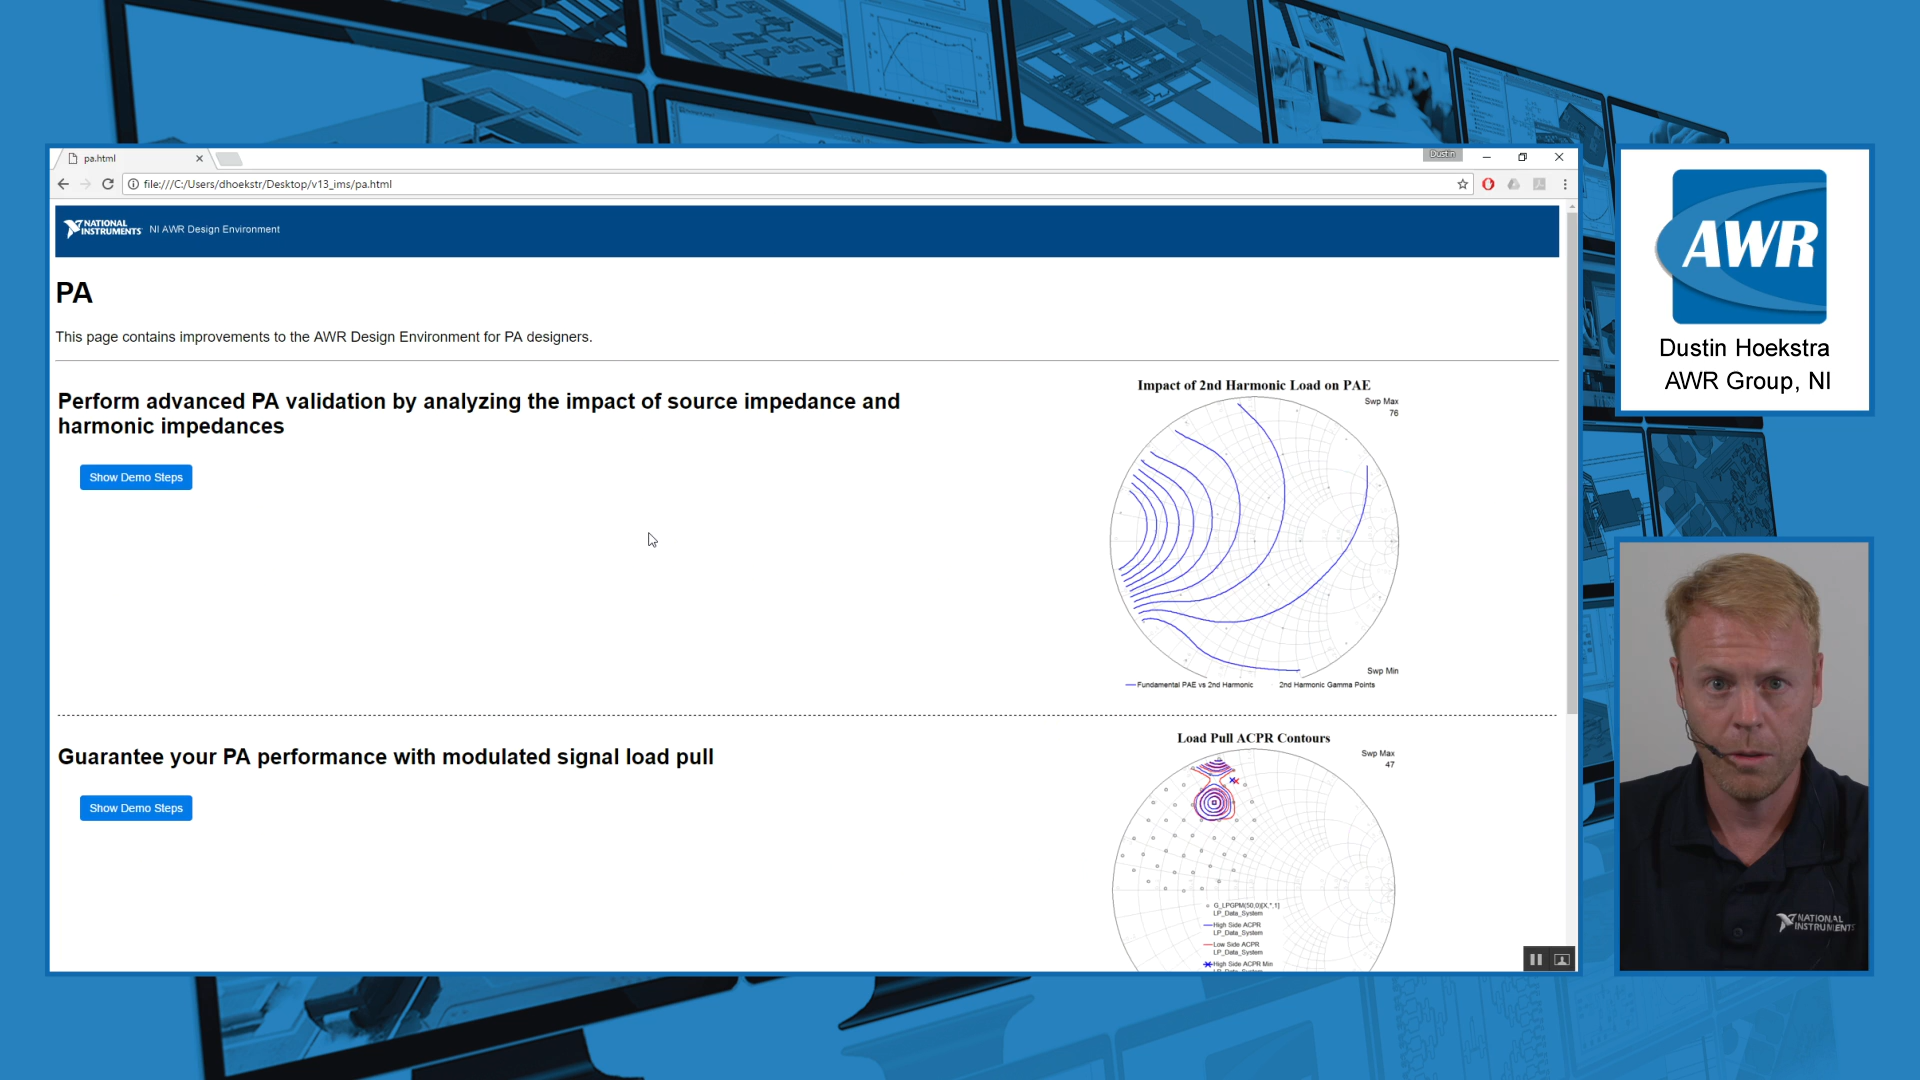 pa.html
Dustin
file:///C:/Users/dhoekstr/Desktop/v13_ims/pa.html
NATIONAL INSTRUMENTS
NI AWR Design Environment
PA
This page contains improvements to the AWR Design Environment for PA designers.
Perform advanced PA validation by analyzing the impact of source impedance and
harmonic impedances
Show Demo Steps
Impact of 2nd Harmonic Load on PAE
Swp Max
76
Swp Min
Fundamental PAE vs 2nd Harmonic
2nd Harmonic Gamma Points
Guarantee your PA performance with modulated signal load pull
Show Demo Steps
Load Pull ACPR Contours
Swp Max
47
G_LPGPM(50,0)[X,*,1]
LP_Data_System
High Side ACPR
LP_Data_System
Low Side ACPR
LP_Data_System
High Side ACPR Min
AWR
Dustin Hoekstra
AWR Group, NI
NATIONAL
INSTRUMENTS